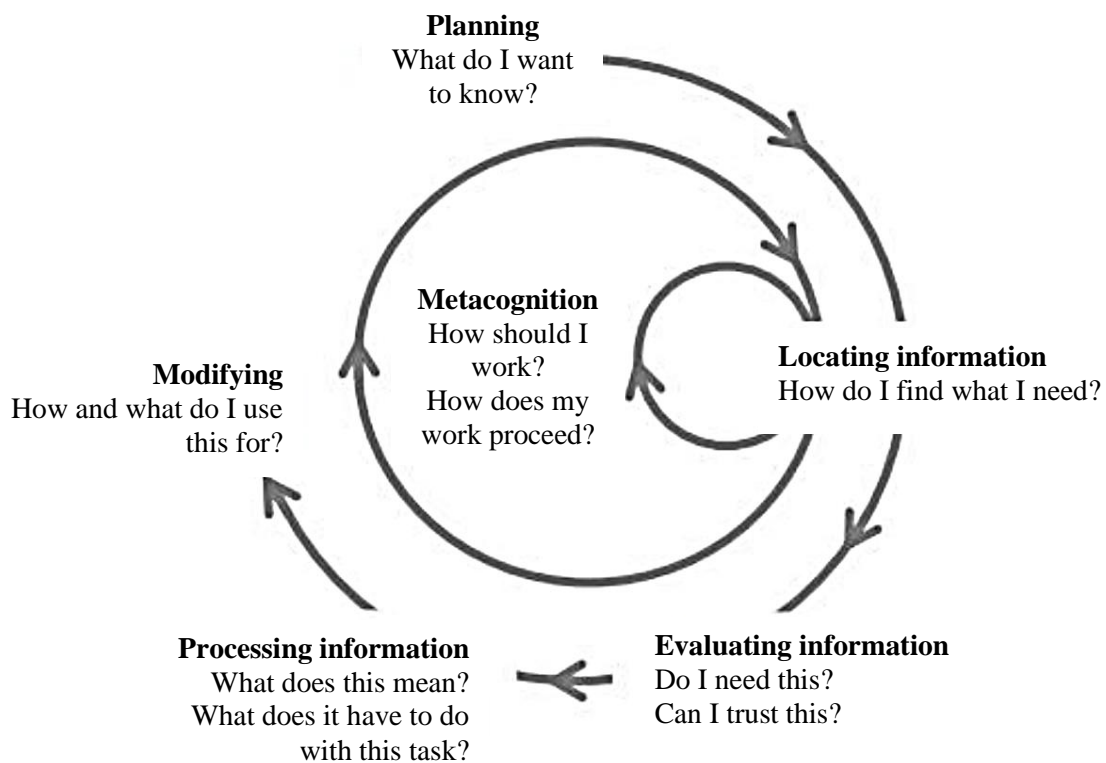 Planning
What do I want
to know?
Metacognition
How should I
work?
How does my
work proceed?
Locating information
How do I find what I need?
Modifying
How and what do I use
this for?
Processing information
What does this mean?
What does it have to do
with this task?
Evaluating information
Do I need this?
Can I trust this?